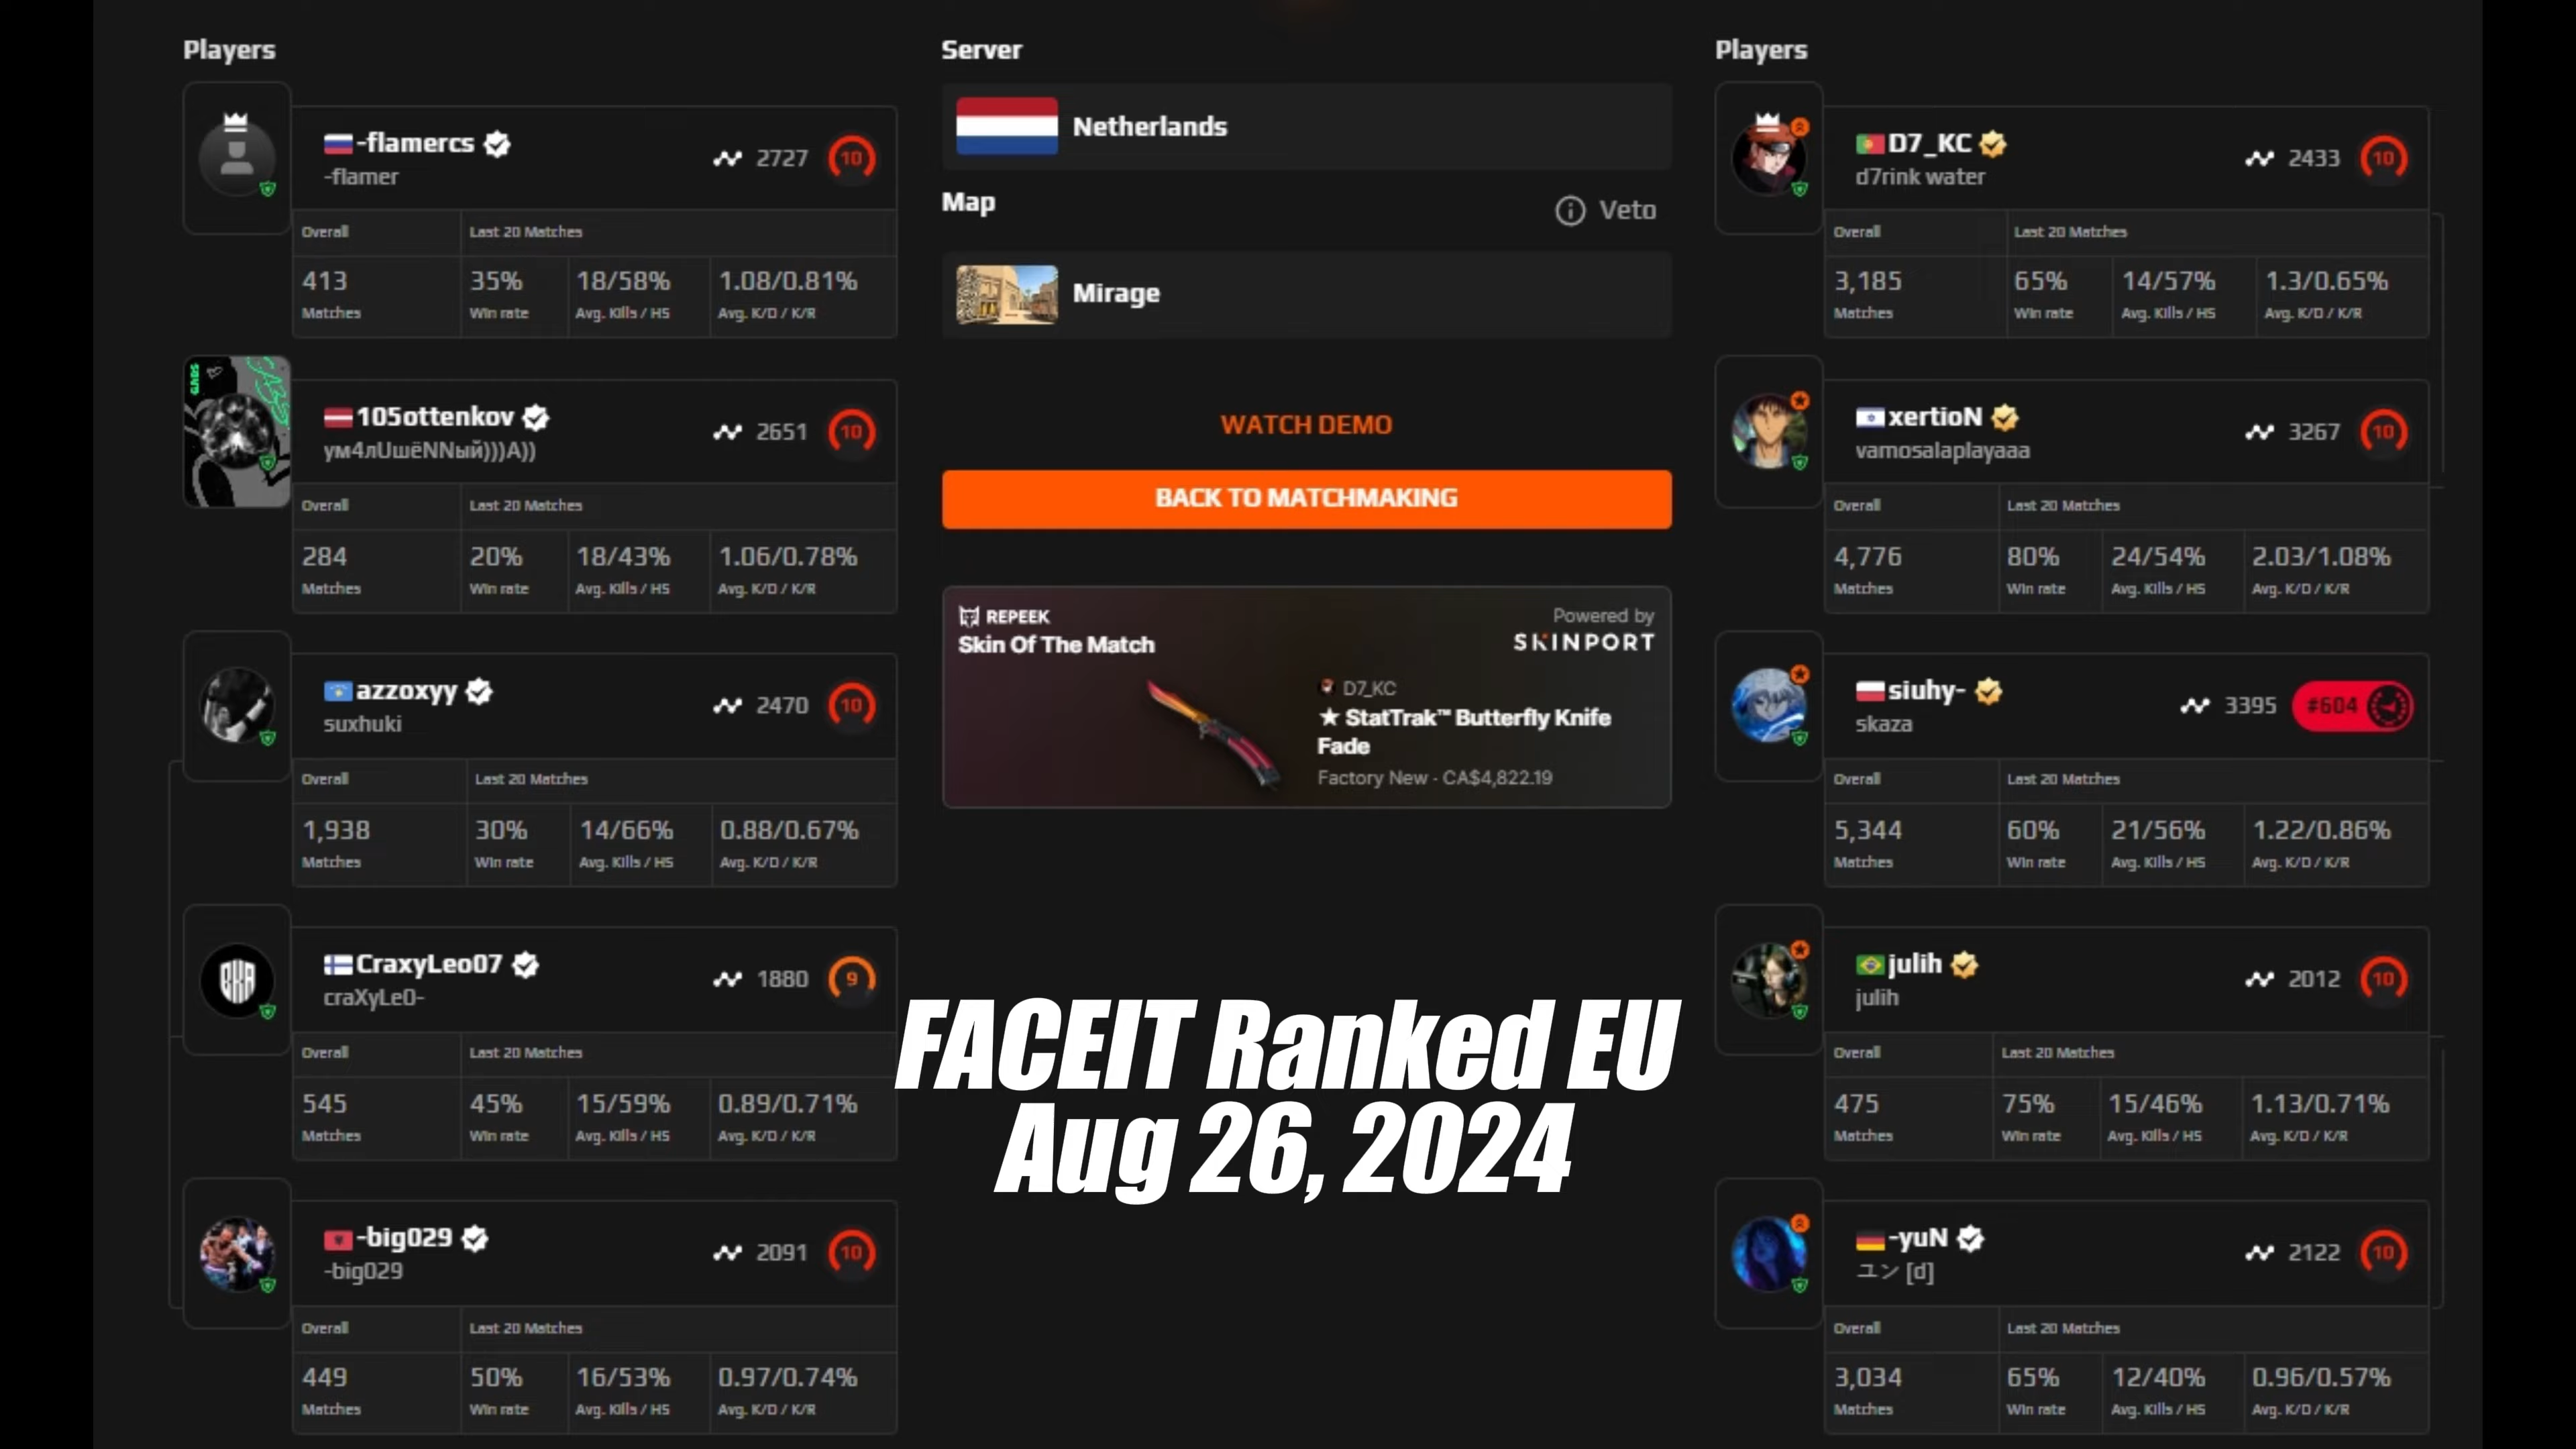 Players
-flamercs
-flamer
2727
10
Overall
Last 20 Matches
413
35%
18/58%
1.08/0.81%
Matches
Win rate
Avg. Kills / HS
Avg. K/D / K/R
105ottenkov
ум4лUшёNNый)))A))
2651
10
Overall
Last 20 Matches
284
20%
18/43%
1.06/0.78%
Matches
Win rate
Avg. Kills / HS
Avg. K/D / K/R
azzoxyy
suxhuki
2470
10
Overall
Last 20 Matches
1,938
30%
14/66%
0.88/0.67%
Matches
Win rate
Avg. Kills / HS
Avg. K/D / K/R
CraxyLeo07
craXyLeO-
1880
9
Overall
Last 20 Matches
545
45%
15/59%
0.89/0.71%
Matches
Win rate
Avg. Kills / HS
Avg. K/D / K/R
-big029
-big029
2091
10
Overall
Last 20 Matches
449
50%
16/53%
0.97/0.74%
Matches
Win rate
Avg. Kills / HS
Avg. K/D / K/R
Server
Netherlands
Map
Veto
Mirage
WATCH DEMO
BACK TO MATCHMAKING
REPEEK
Skin Of The Match
Powered by
SKINPORT
D7_KC
★ StatTrak™ Butterfly Knife
Fade
Factory New - CA$4,822.19
FACEIT Ranked EU
Aug 26, 2024
Players
D7_KC
d7rink water
2433
10
Overall
Last 20 Matches
3,185
65%
14/57%
1.3/0.65%
Matches
Win rate
Avg. Kills / HS
Avg. K/D / K/R
xertioN
vamosalaplayaaa
3267
10
Overall
Last 20 Matches
4,776
80%
24/54%
2.03/1.08%
Matches
Win rate
Avg. Kills / HS
Avg. K/D / K/R
siuhy-
skaza
3395
#604
Overall
Last 20 Matches
5,344
60%
21/56%
1.22/0.86%
Matches
Win rate
Avg. Kills / HS
Avg. K/D / K/R
julih
julih
2012
10
Overall
Last 20 Matches
475
75%
15/46%
1.13/0.71%
Matches
Win rate
Avg. Kills / HS
Avg. K/D / K/R
-yuN
ユン [d]
2122
10
Overall
Last 20 Matches
3,034
65%
12/40%
0.96/0.57%
Matches
Win rate
Avg. Kills / HS
Avg. K/D / K/R